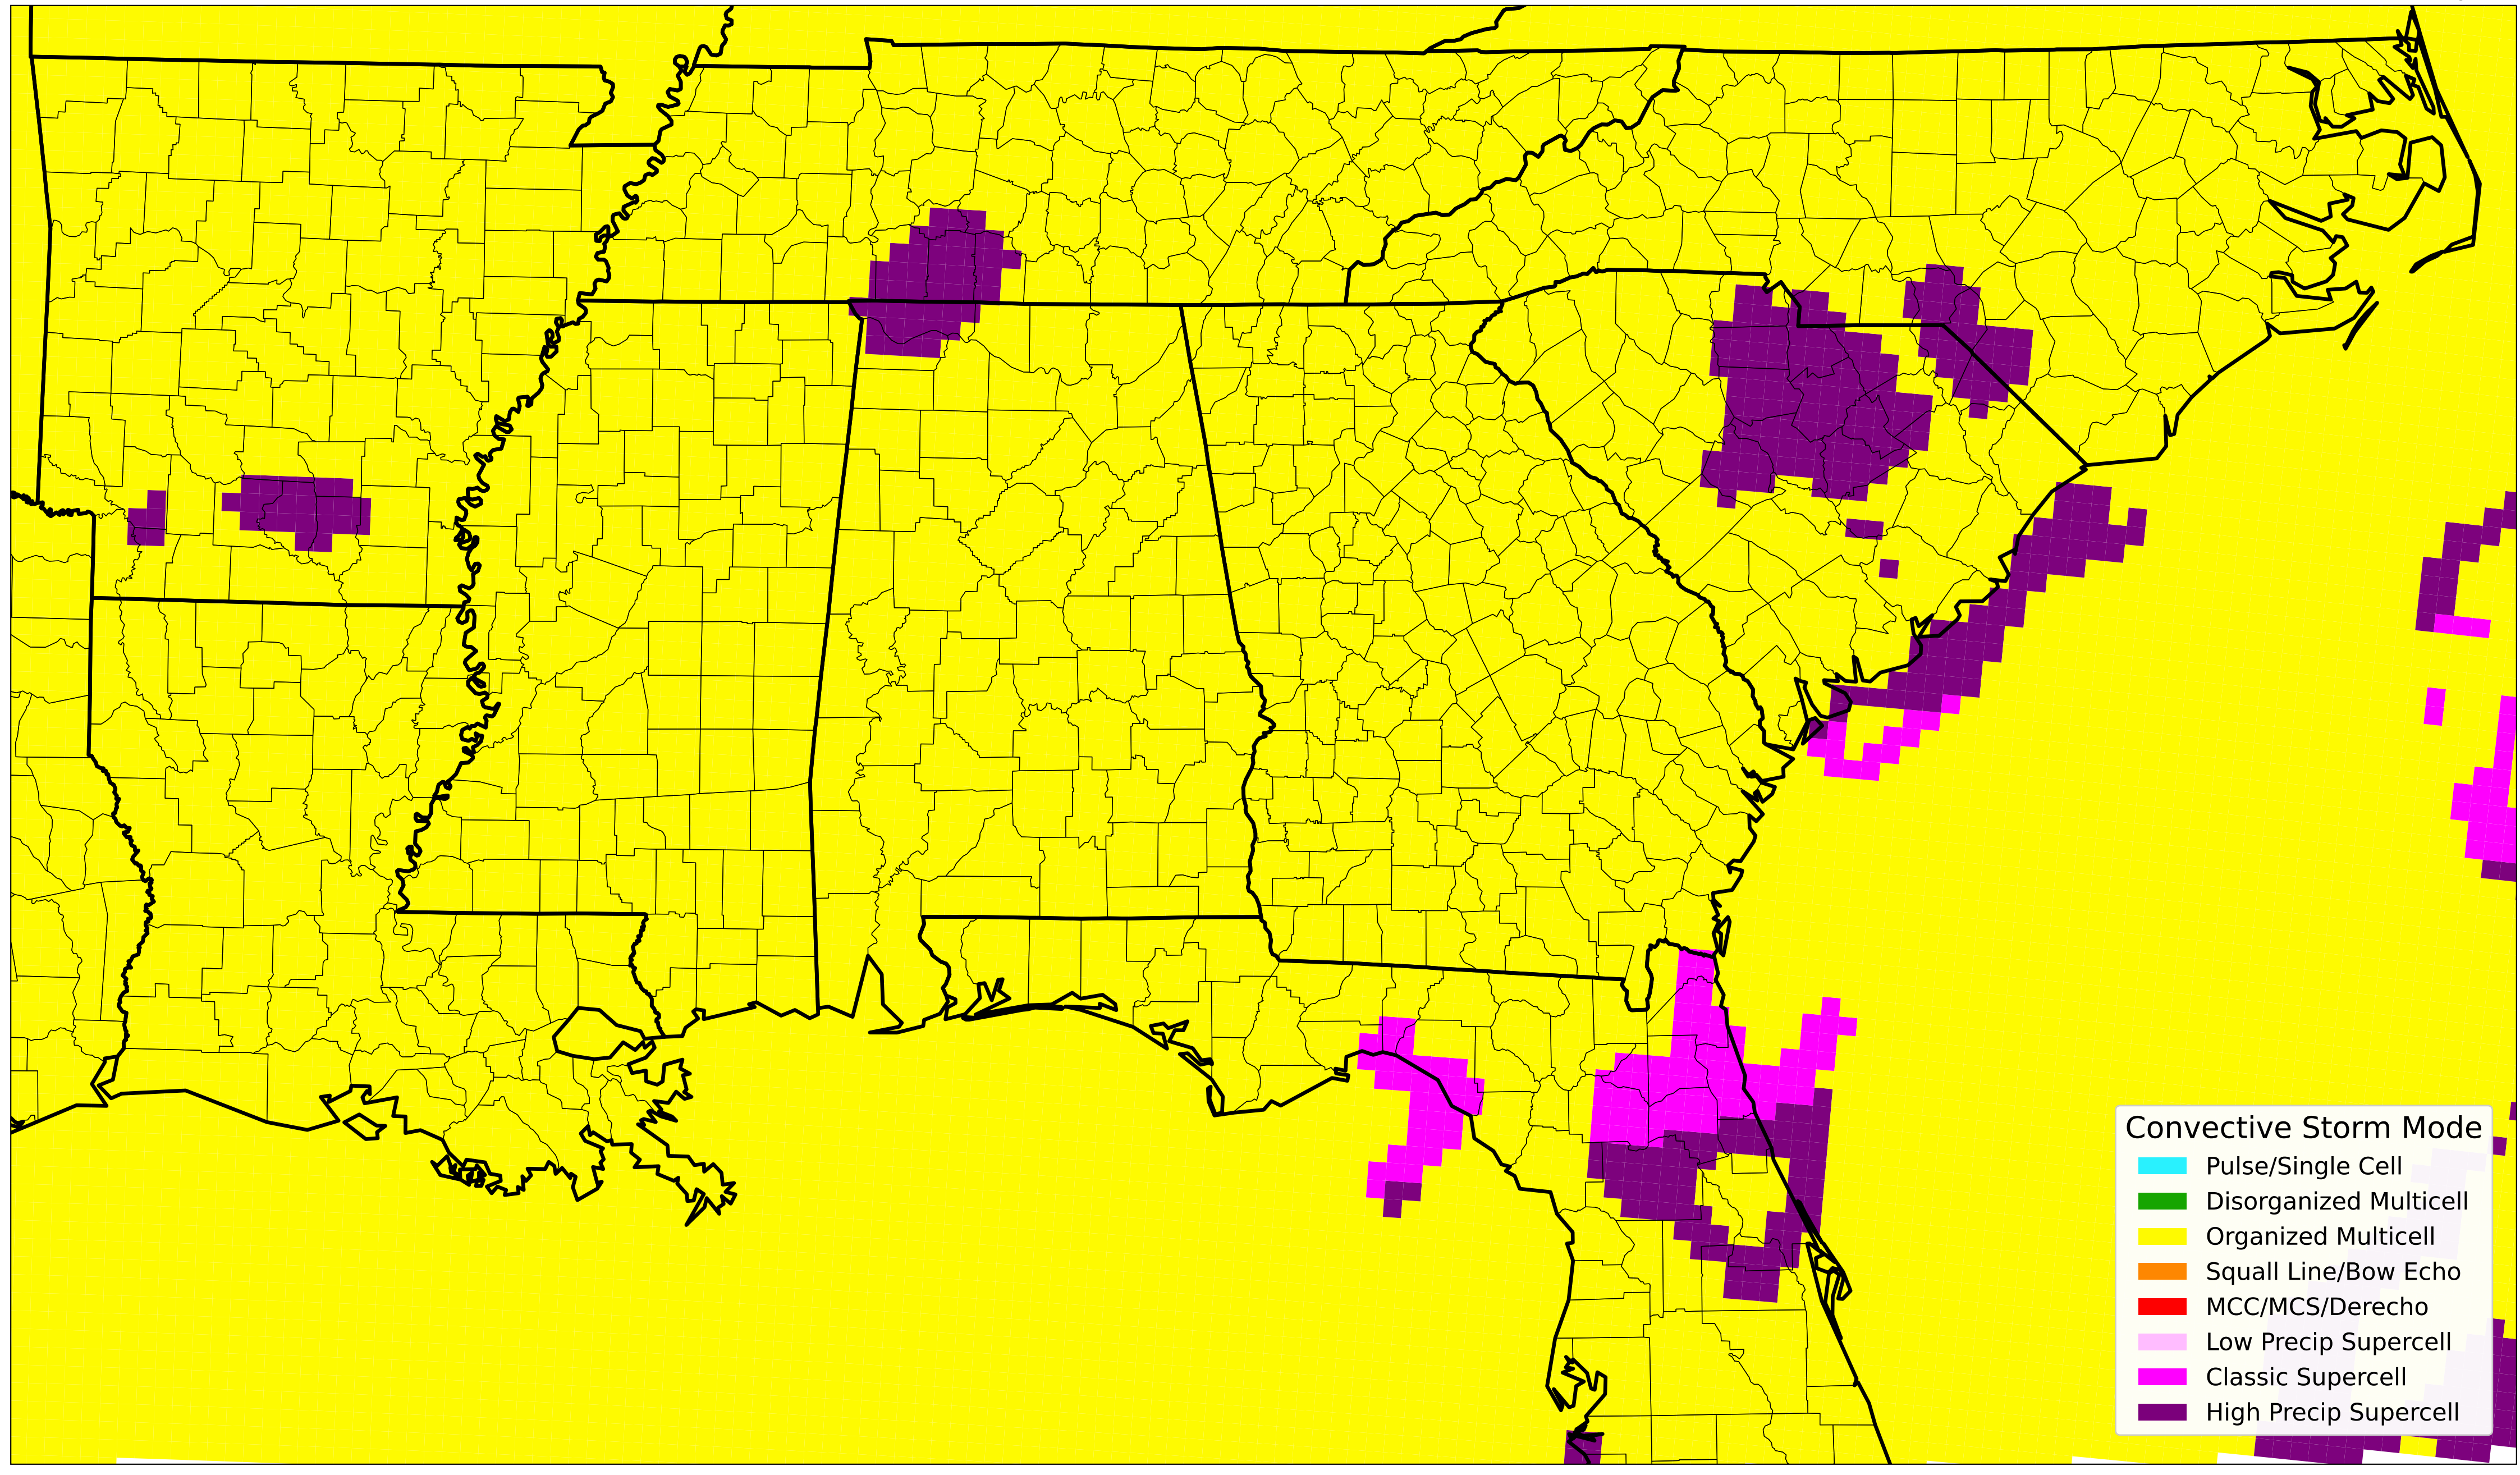 Convective Storm Mode
Pulse/Single Cell
Disorganized Multicell
Organized Multicell
Squall Line/Bow Echo
MCC/MCS/Derecho
Low Precip Supercell
Classic Supercell
High Precip Supercell